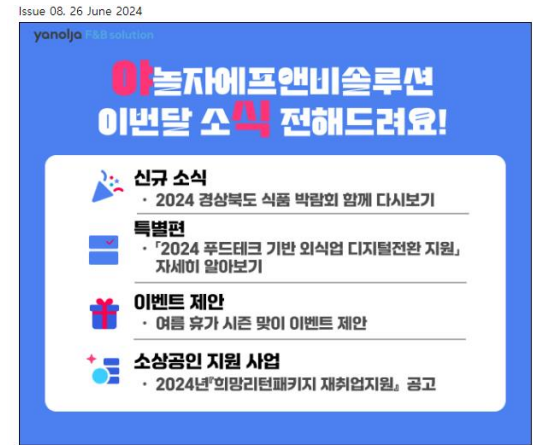 Issue 08. 26 June 2024
yanolja F&B solution
야놀자에프앤비솔루션
이번달 소식 전해드려요!
신규 소식
· 2024 경상북도 식품 박람회 함께 다시보기
특별편
· 「2024 푸드테크 기반 외식업 디지털전환 지원」
자세히 알아보기
이벤트 제안
· 여름 휴가 시즌 맞이 이벤트 제안
소상공인 지원 사업
· 2024년『희망리턴패키지 재취업지원』 공고